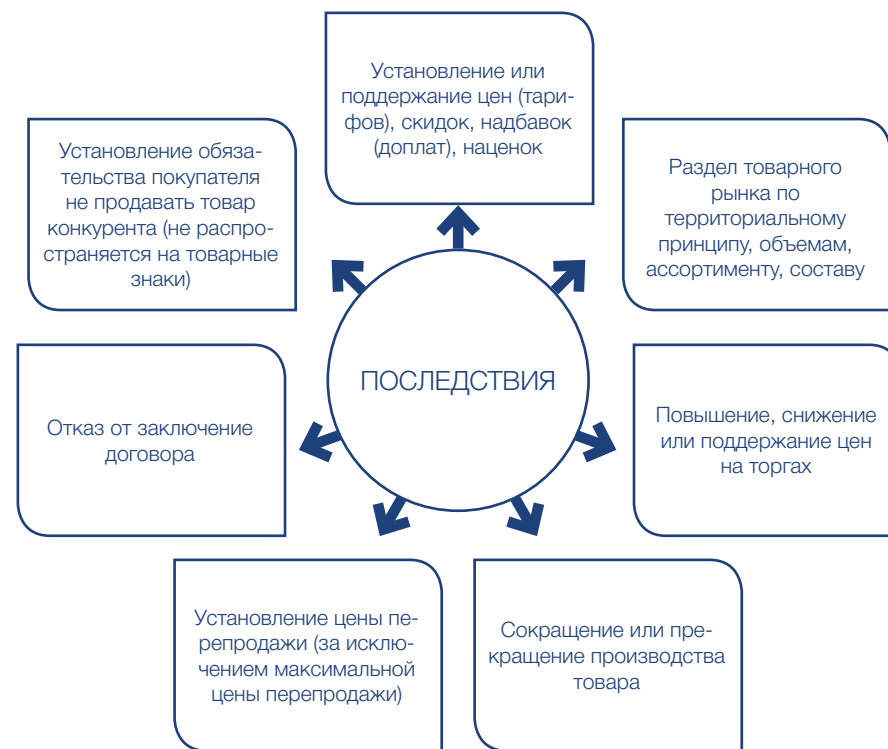 Установление или
поддержание цен (тари-
фов), скидок, надбавок
(доплат), наценок
Установление обяза-
тельства покупателя
не продавать товар
конкурента (не распро-
страняется на товарные
знаки)
Раздел товарного
рынка по
территориальному
принципу, объемам,
ассортименту, составу
ПОСЛЕДСТВИЯ
Отказ от заключение
договора
Повышение, снижение
или поддержание цен
на торгах
Установление цены пе-
репродажи (за исклю-
чением максимальной
цены перепродажи)
Сокращение или пре-
кращение производства
товара